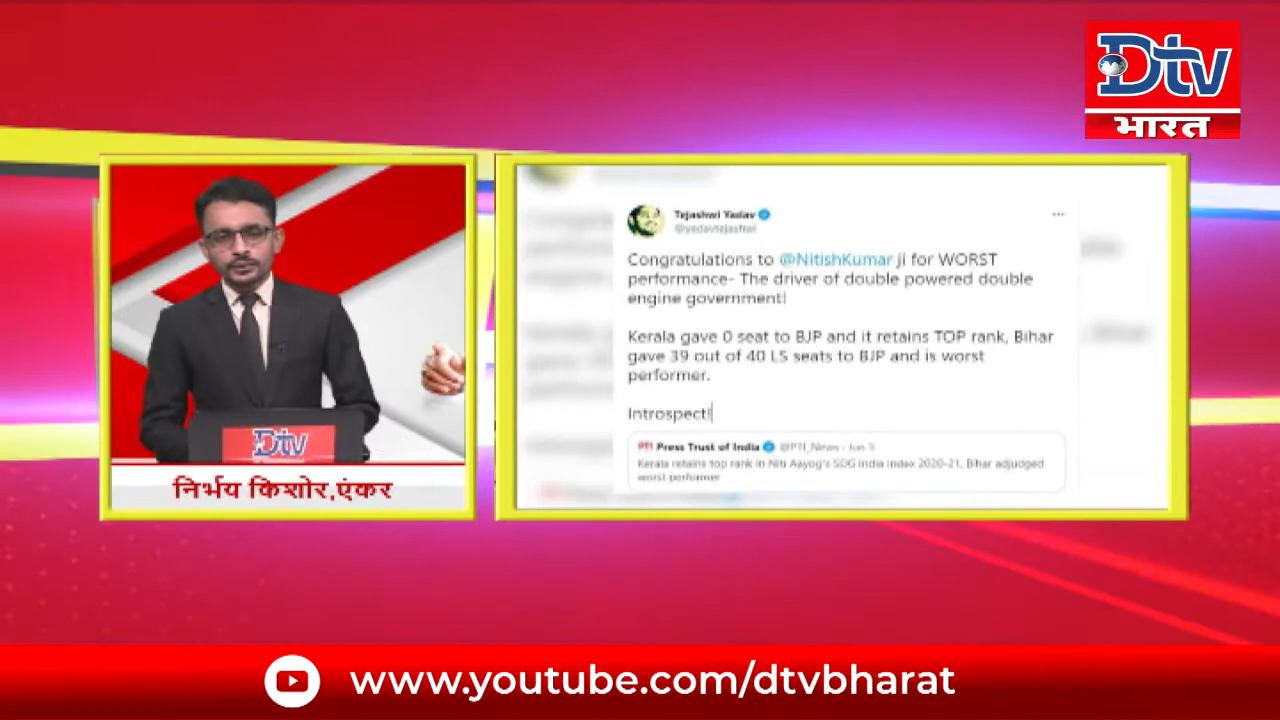 Dtv
भारत
Tejashwi Yadav
@yadavtejashwi
Congratulations to @NitishKumar ji for WORST
performance- The driver of double powered double
engine government!
Kerala gave 0 seat to BJP and it retains TOP rank, Bihar
gave 39 out of 40 LS seats to BJP and is worst
performer.
Introspect!
PTI Press Trust of India @PTI_News · Jun 3
Kerala retains top rank in Niti Aayog's SDG India Index 2020-21, Bihar adjudged
worst performer
Dtv
निर्भय किशोर,एंकर
www.youtube.com/dtvbharat